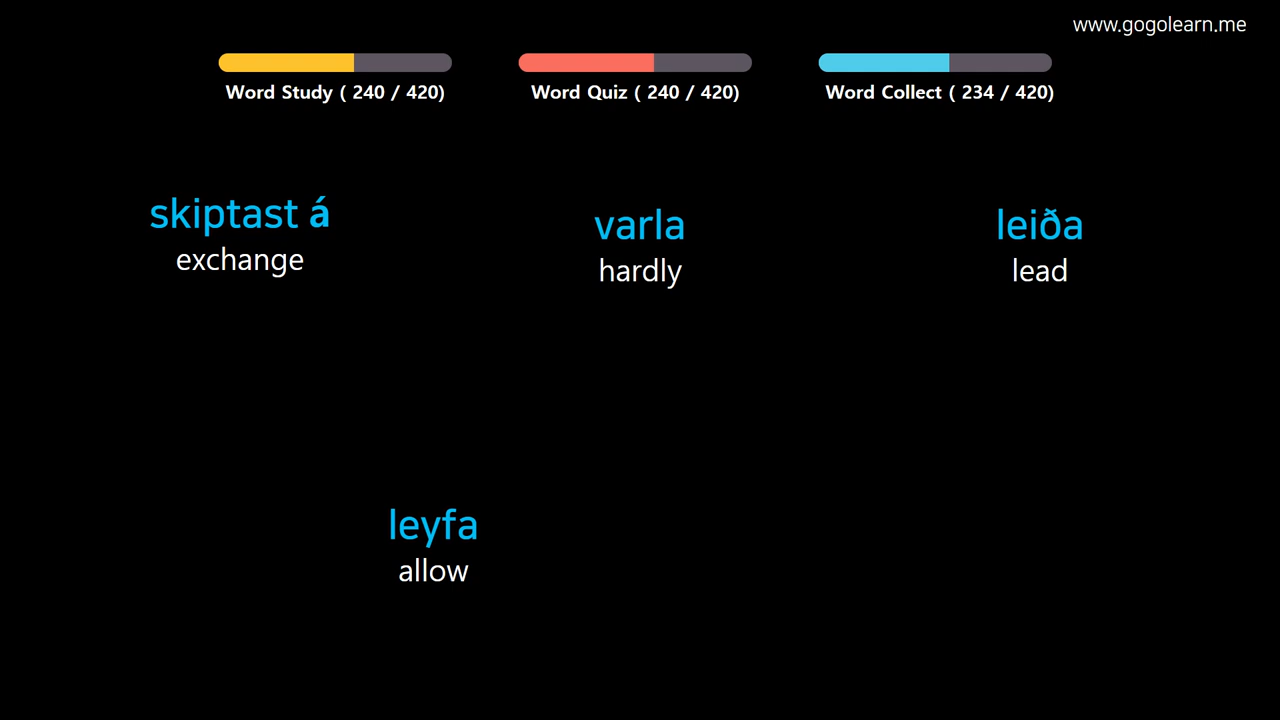 www.gogolearn.me
Word Study ( 240 / 420)
Word Quiz ( 240 / 420)
Word Collect ( 234 / 420)
skiptast á
exchange
varla
hardly
leiða
lead
leyfa
allow